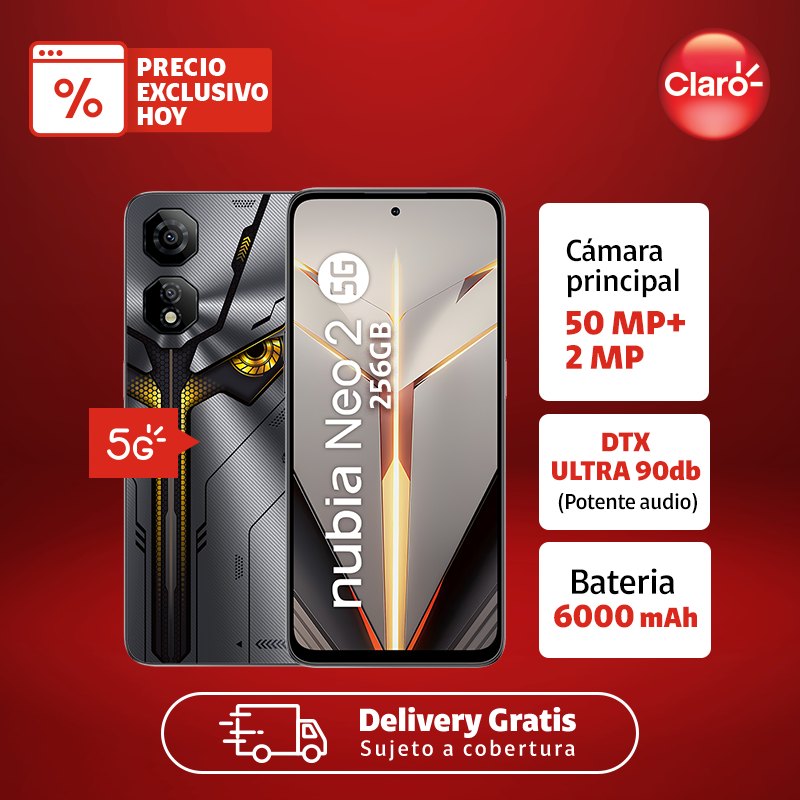 %
PRECIO
EXCLUSIVO
HOY
Claro
nubia Neo 2 5G
256GB
5G
Cámara
principal
50 MP+
2 MP
DTX
ULTRA 90db
(Potente audio)
Bateria
6000 mAh
Delivery Gratis
Sujeto a cobertura